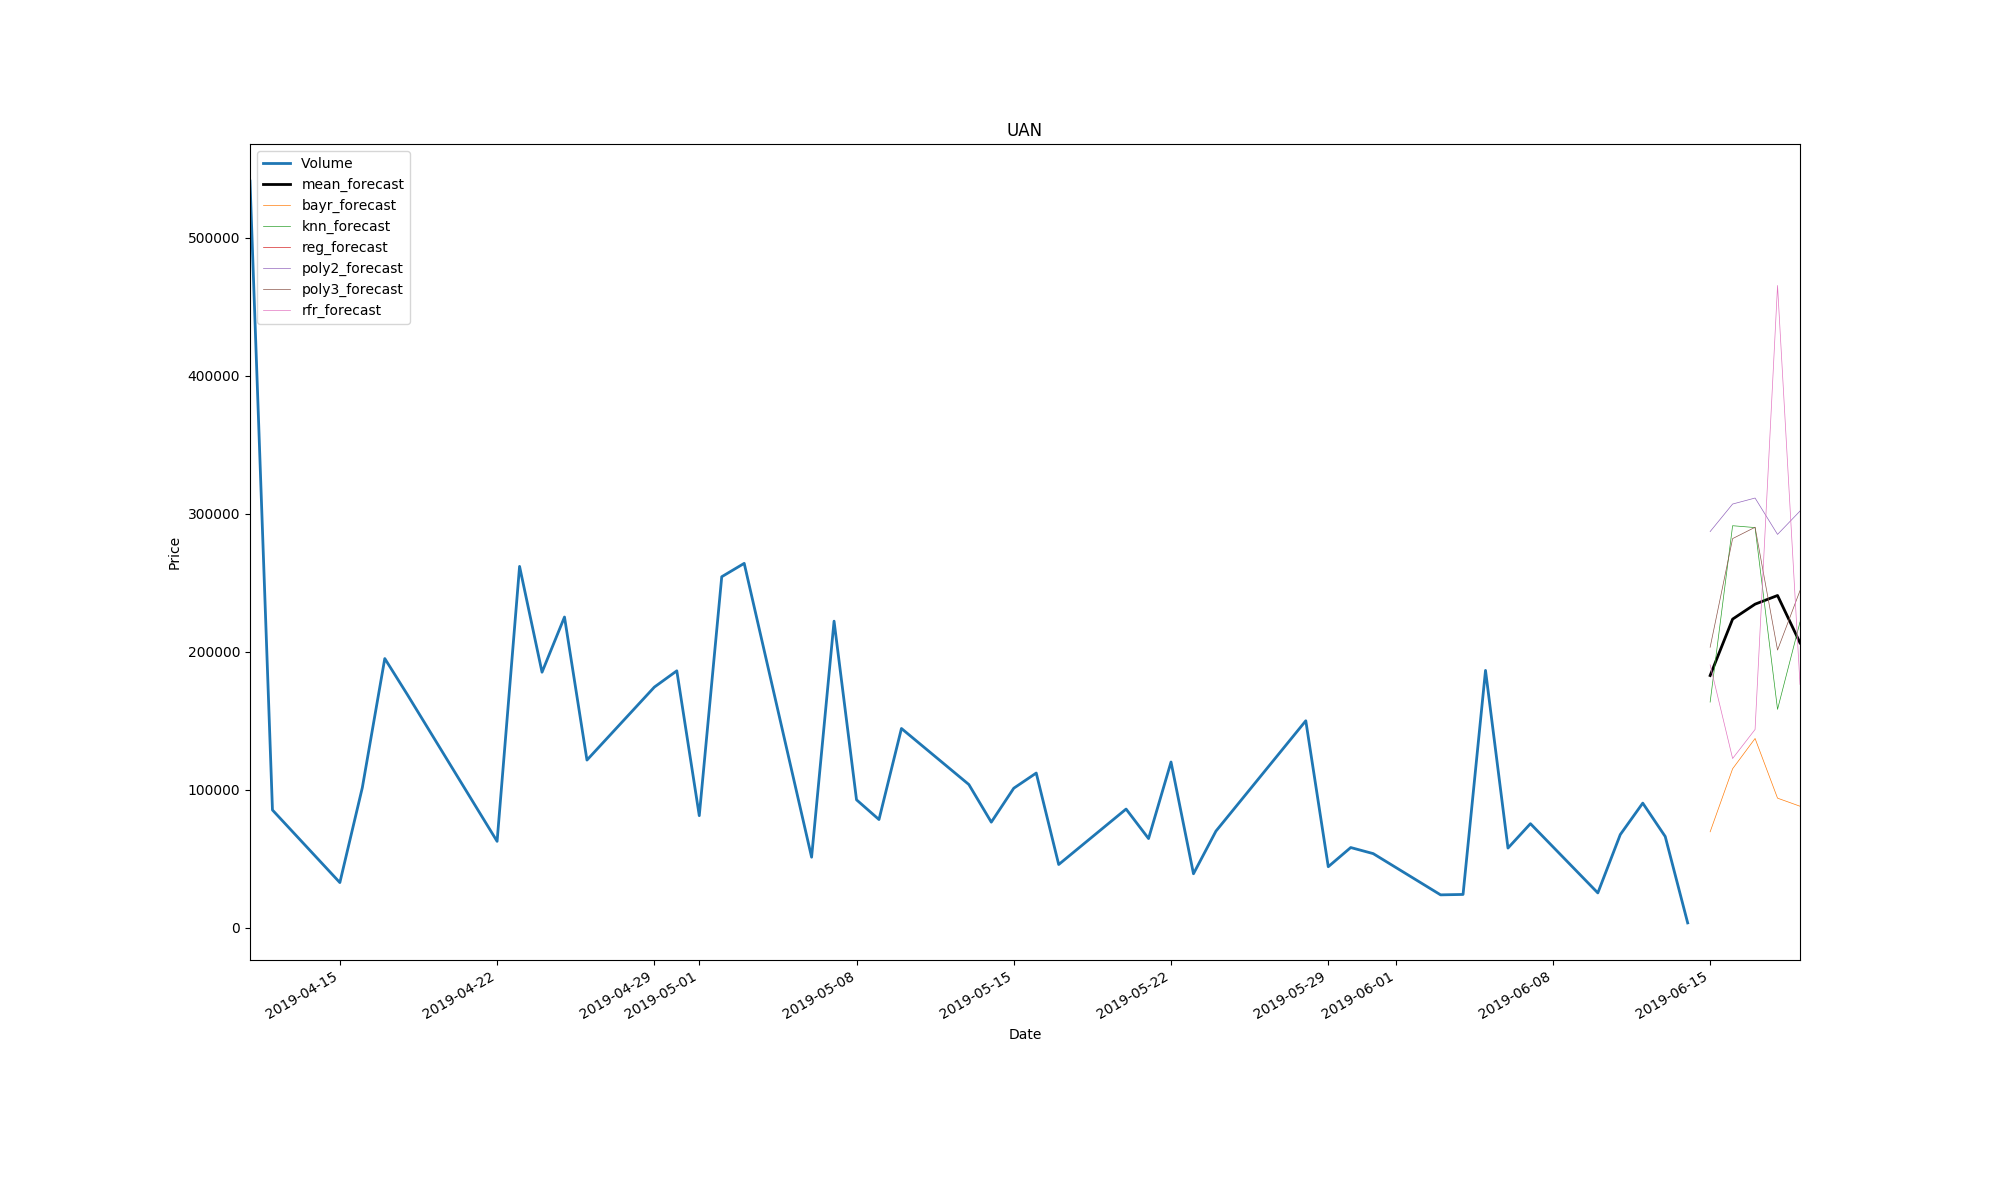 UAN
Volume
mean_forecast
bayr_forecast
knn_forecast
reg_forecast
poly2_forecast
poly3_forecast
rfr_forecast
500000
400000
300000
200000
100000
0
Price
2019-04-15
2019-04-22
2019-04-29
2019-05-01
2019-05-08
2019-05-15
2019-05-22
2019-05-29
2019-06-01
2019-06-08
2019-06-15
Date